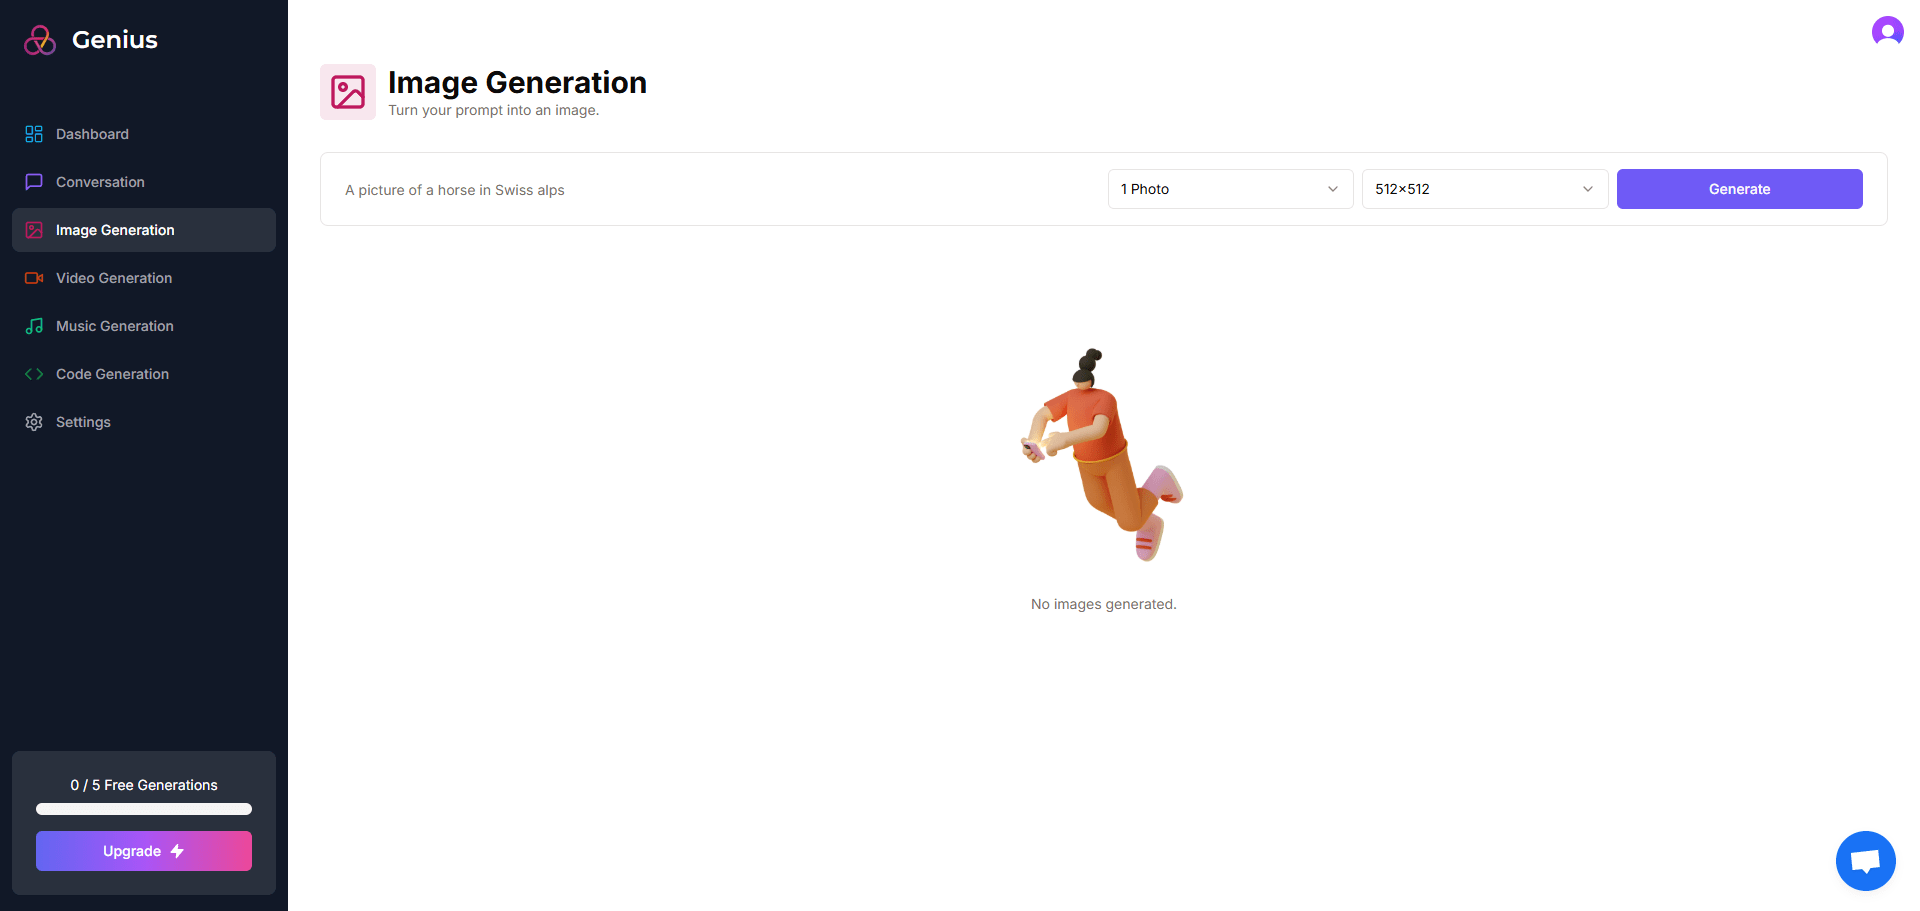 Genius
Dashboard
Conversation
Image Generation
Video Generation
Music Generation
Code Generation
Settings
0 / 5 Free Generations
Upgrade
Image Generation
Turn your prompt into an image.
A picture of a horse in Swiss alps
1 Photo
512x512
Generate
No images generated.